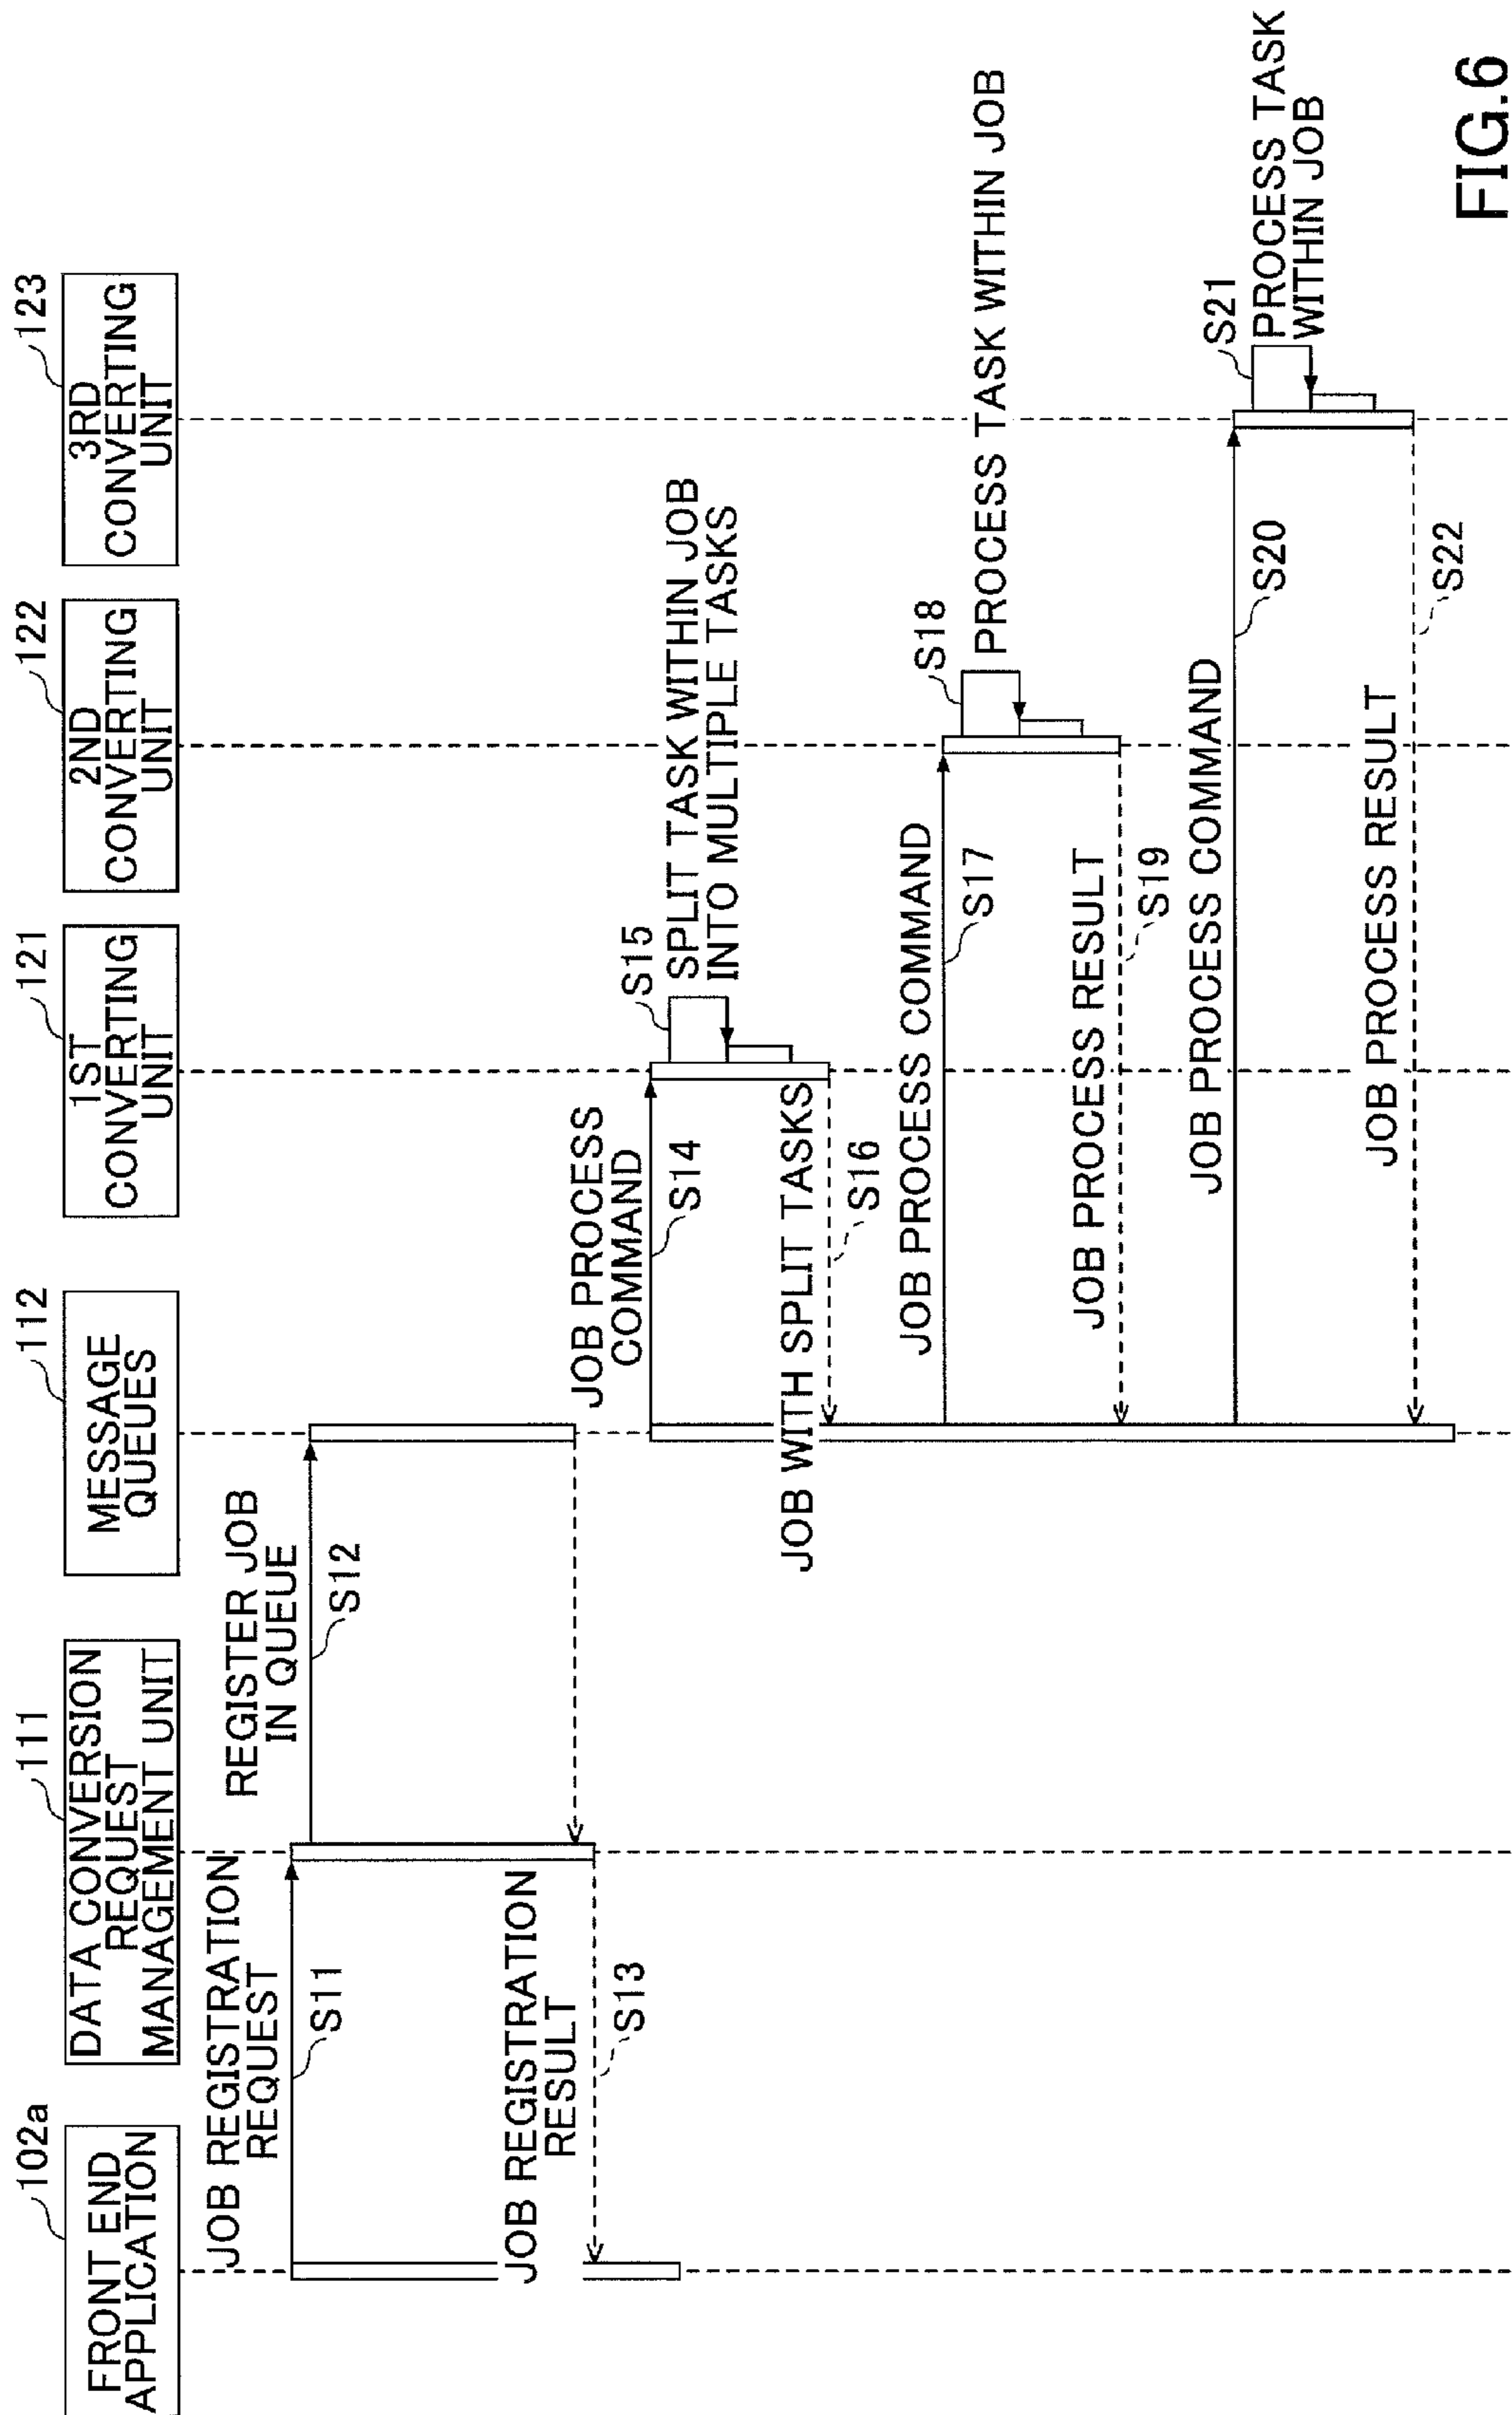 102a
FRONT END
APPLICATION
111
DATA CONVERSION
REQUEST
MANAGEMENT UNIT
112
MESSAGE
QUEUES
121
1ST
CONVERTING
UNIT
122
2ND
CONVERTING
UNIT
123
3RD
CONVERTING
UNIT
JOB REGISTRATION
REQUEST
S11
REGISTER JOB
IN QUEUE
S12
JOB REGISTRATION
RESULT
S13
JOB PROCESS
COMMAND
S14
S15
SPLIT TASK WITHIN JOB
INTO MULTIPLE TASKS
JOB WITH SPLIT TASKS
S16
JOB PROCESS COMMAND
S17
S18
PROCESS TASK WITHIN JOB
JOB PROCESS RESULT
S19
JOB PROCESS COMMAND
S20
S21
PROCESS TASK
WITHIN JOB
JOB PROCESS RESULT
S22
FIG.6